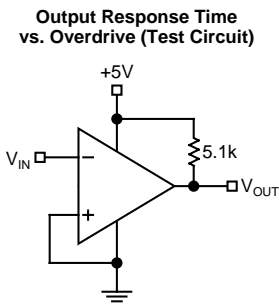 Output Response Time
vs. Overdrive (Test Circuit)
+5V
5.1k
V_IN
−
V_OUT
+